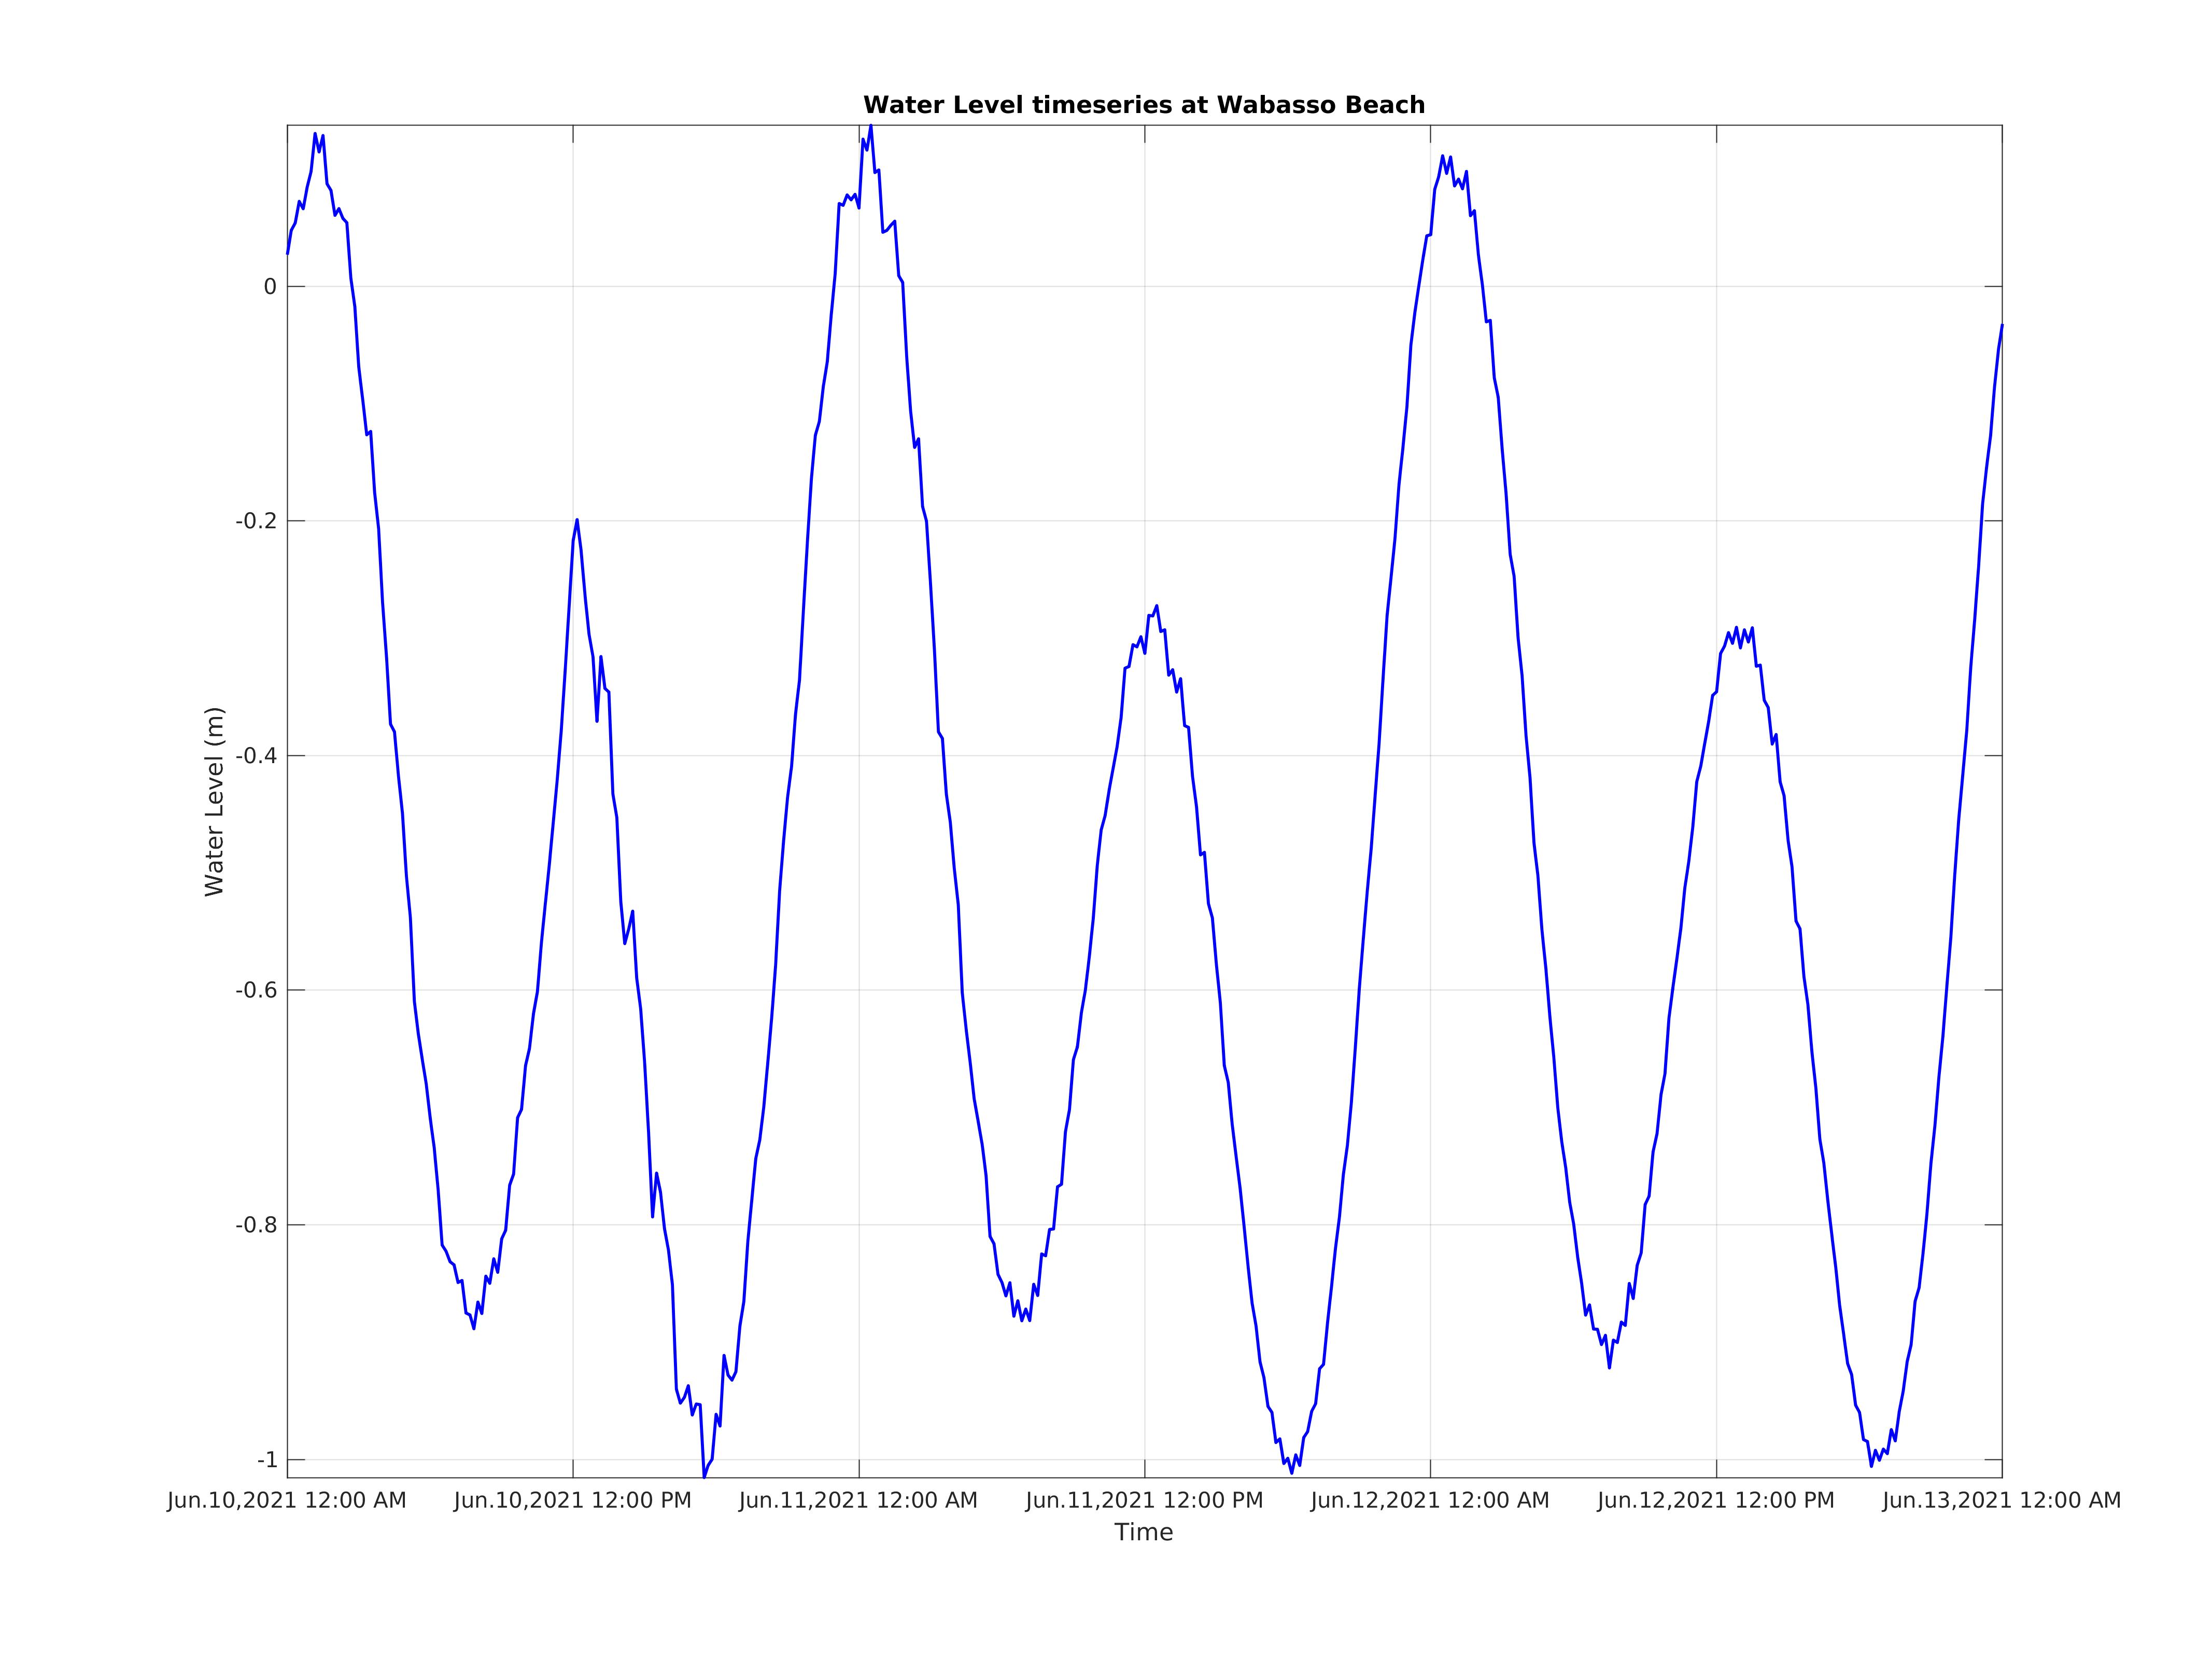 Water Level timeseries at Wabasso Beach
0
-0.2
-0.4
-0.6
-0.8
-1
Water Level (m)
Jun.10,2021 12:00 AM Jun.10,2021 12:00 PM Jun.11,2021 12:00 AM Jun.11,2021 12:00 PM Jun.12,2021 12:00 AM Jun.12,2021 12:00 PM Jun.13,2021 12:00 AM
Time